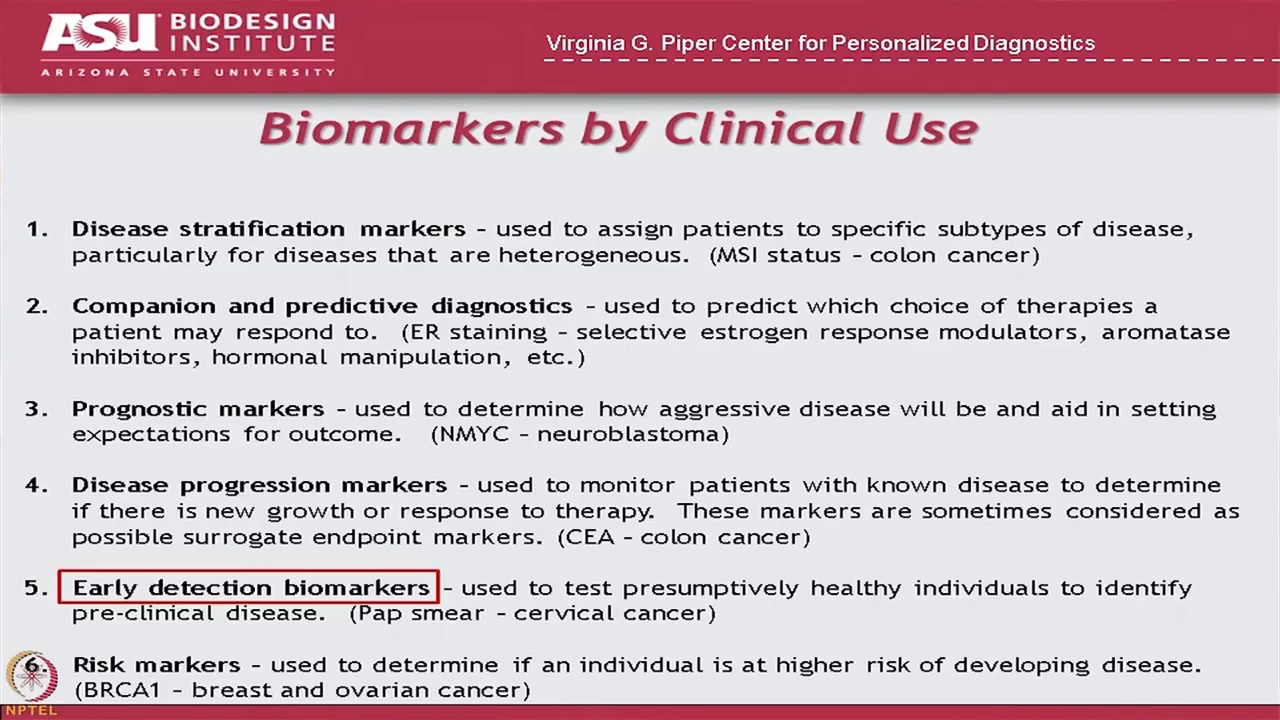 ASU BIODESIGN
INSTITUTE
ARIZONA STATE UNIVERSITY
Virginia G. Piper Center for Personalized Diagnostics
Biomarkers by Clinical Use
1. Disease stratification markers - used to assign patients to specific subtypes of disease,
particularly for diseases that are heterogeneous. (MSI status - colon cancer)
2. Companion and predictive diagnostics - used to predict which choice of therapies a
patient may respond to. (ER staining - selective estrogen response modulators, aromatase
inhibitors, hormonal manipulation, etc.)
3. Prognostic markers - used to determine how aggressive disease will be and aid in setting
expectations for outcome. (NMYC - neuroblastoma)
4. Disease progression markers - used to monitor patients with known disease to determine
if there is new growth or response to therapy. These markers are sometimes considered as
possible surrogate endpoint markers. (CEA - colon cancer)
5. Early detection biomarkers - used to test presumptively healthy individuals to identify
pre-clinical disease. (Pap smear - cervical cancer)
6. Risk markers - used to determine if an individual is at higher risk of developing disease.
(BRCA1 - breast and ovarian cancer)
NPTEL